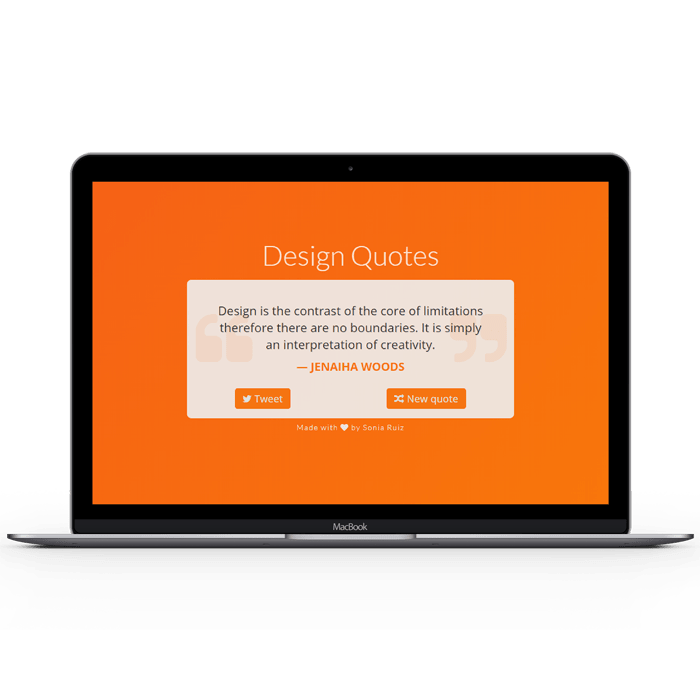 Design Quotes
Design is the contrast of the core of limitations
therefore there are no boundaries. It is simply
an interpretation of creativity.
— JENAIHA WOODS
Tweet
New quote
Made with by Sonia Ruiz
MacBook